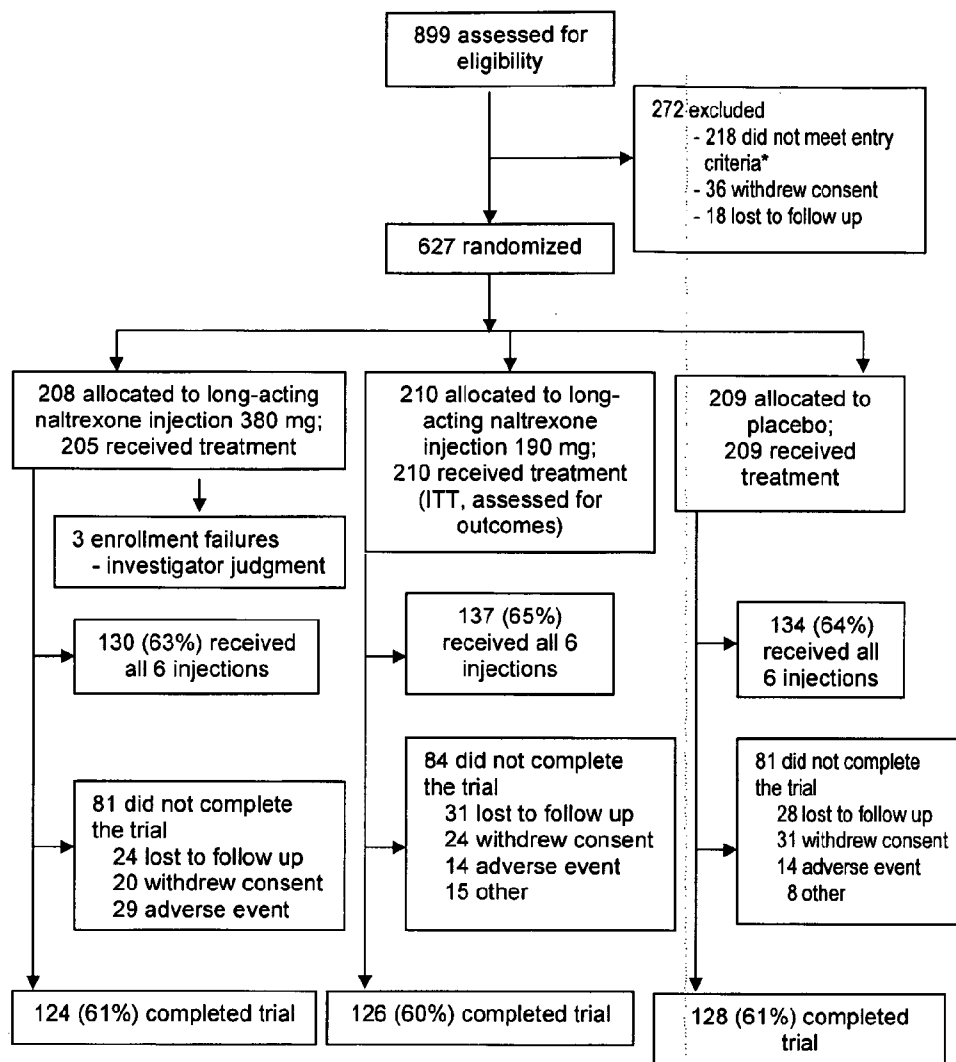 899 assessed for
eligibility
272 excluded
- 218 did not meet entry
criteria*
- 36 withdrew consent
- 18 lost to follow up
627 randomized
208 allocated to long-acting
naltrexone injection 380 mg;
205 received treatment
210 allocated to long-
acting naltrexone
injection 190 mg;
210 received treatment
(ITT, assessed for
outcomes)
209 allocated to
placebo;
209 received
treatment
3 enrollment failures
- investigator judgment
130 (63%) received
all 6 injections
137 (65%)
received all 6
injections
134 (64%)
received all
6 injections
81 did not complete
the trial
24 lost to follow up
20 withdrew consent
29 adverse event
84 did not complete
the trial
31 lost to follow up
24 withdrew consent
14 adverse event
15 other
81 did not complete
the trial
28 lost to follow up
31 withdrew consent
14 adverse event
8 other
124 (61%) completed trial
126 (60%) completed trial
128 (61%) completed
trial